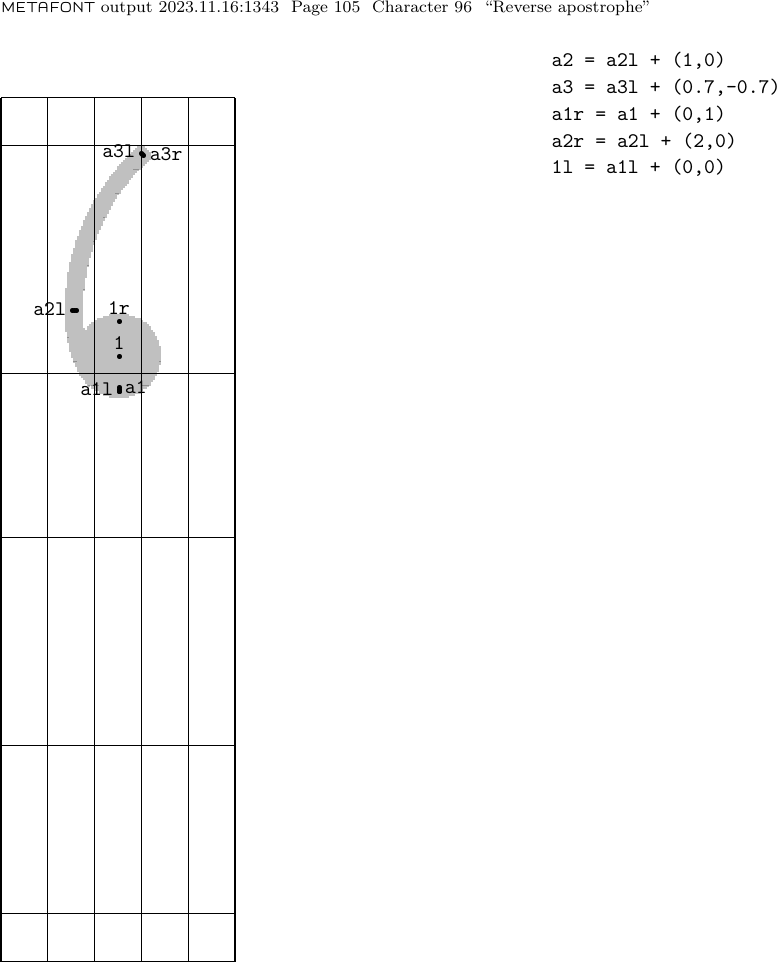 METAFONT output 2023.11.16:1343 Page 105 Character 96 “Reverse apostrophe”
a2 = a2l + (1,0)
a3 = a3l + (0.7,-0.7)
a1r = a1 + (0,1)
a2r = a2l + (2,0)
1l = a1l + (0,0)
a3l a3r
a2l 1r
1
a1l a1